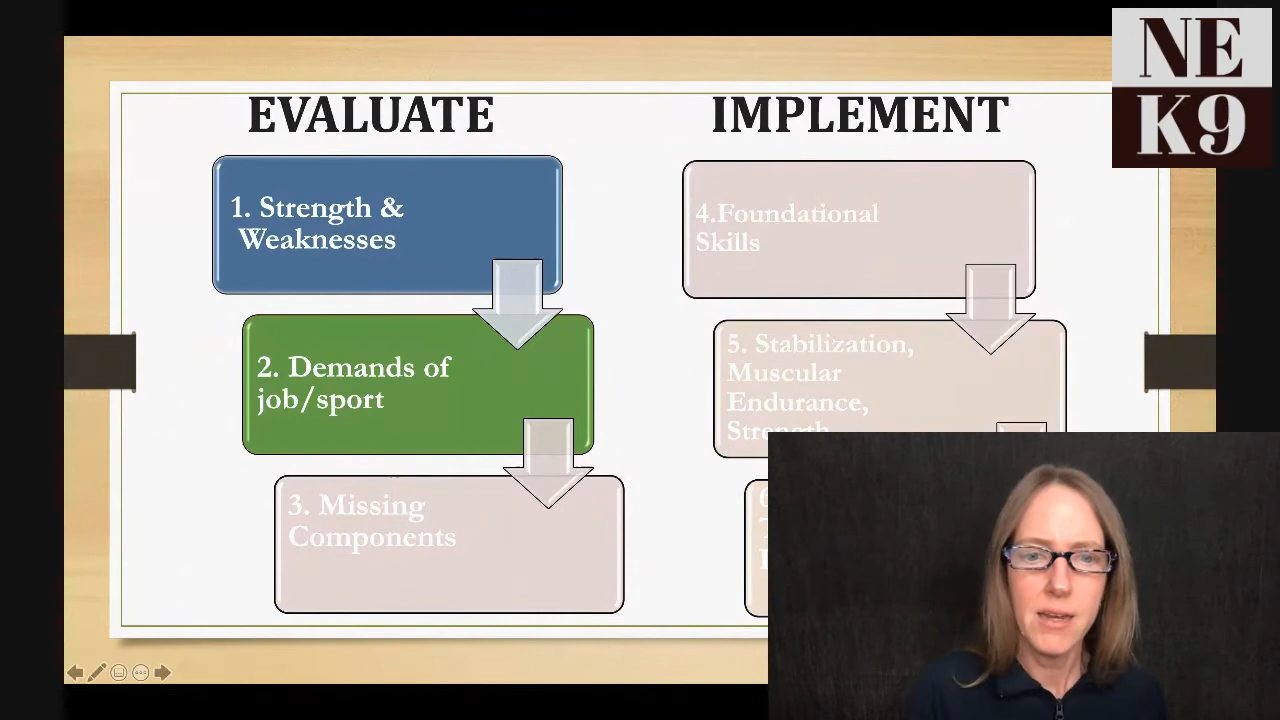 EVALUATE
1. Strength &
Weaknesses
2. Demands of
job/sport
3. Missing
Components
IMPLEMENT
4.Foundational
Skills
5. Stabilization,
Muscular
Endurance,
Strength
NE
K9